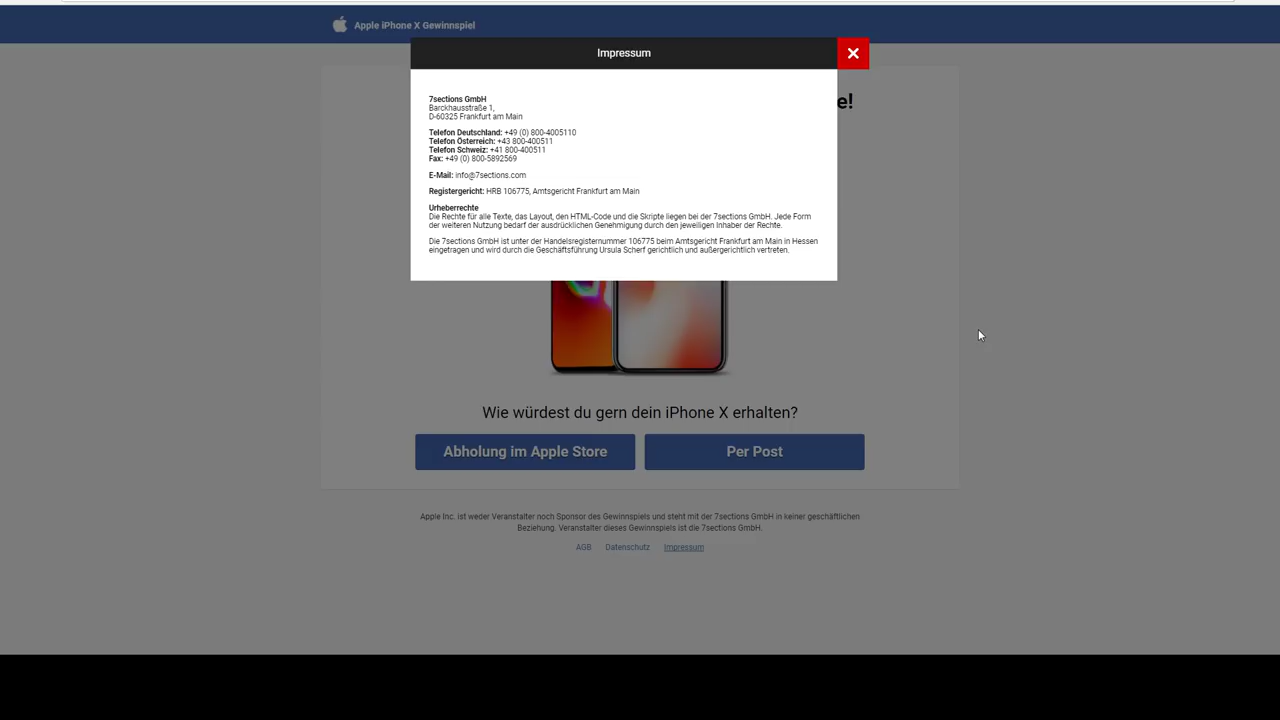 Apple iPhone X Gewinnspiel
Impressum
e!
7sections GmbH
Barckhausstraße 1,
D-60325 Frankfurt am Main
Telefon Deutschland: +49 (0) 800-4005110
Telefon Österreich: +43 800-400511
Telefon Schweiz: +41 800-400511
Fax: +49 (0) 800-5892569
E-Mail: info@7sections.com
Registergericht: HRB 106775, Amtsgericht Frankfurt am Main
Urheberrechte
Die Rechte für alle Texte, das Layout, den HTML-Code und die Skripte liegen bei der 7sections GmbH. Jede Form
der weiteren Nutzung bedarf der ausdrücklichen Genehmigung durch den jeweiligen Inhaber der Rechte.
Die 7sections GmbH ist unter der Handelsregisternummer 106775 beim Amtsgericht Frankfurt am Main in Hessen
eingetragen und wird durch die Geschäftsführung Ursula Scherf gerichtlich und außergerichtlich vertreten.
Wie würdest du gern dein iPhone X erhalten?
Abholung im Apple Store Per Post
Apple Inc. ist weder Veranstalter noch Sponsor des Gewinnspiels und steht mit der 7sections GmbH in keiner geschäftlichen
Beziehung. Veranstalter dieses Gewinnspiels ist die 7sections GmbH.
AGB Datenschutz Impressum